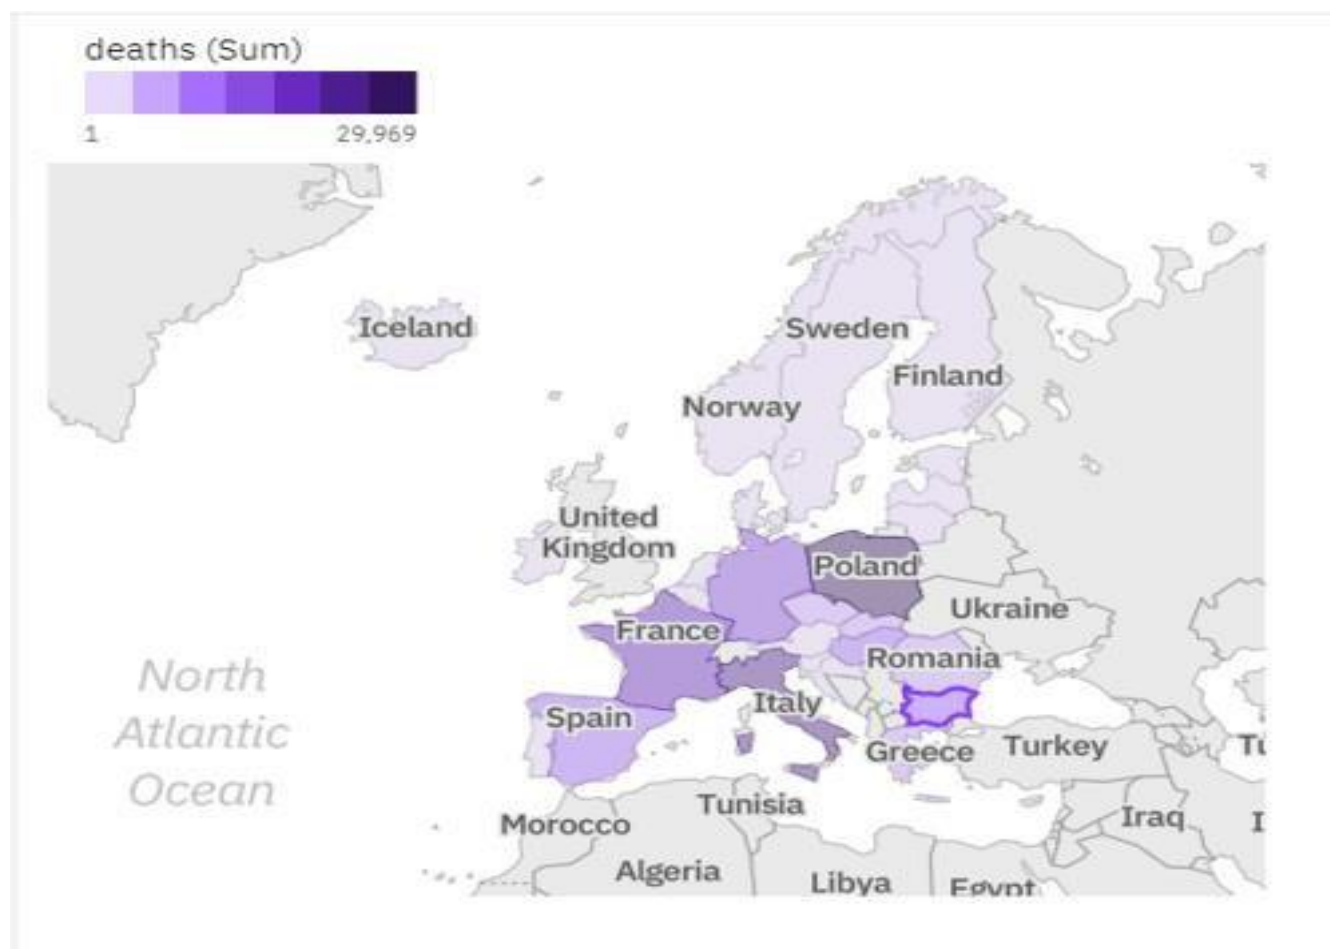 deaths (Sum)
1
29,969
Iceland
Sweden
Finland
Norway
United
Kingdom
Poland
Ukraine
France
Romania
North
Atlantic
Ocean
Italy
Spain
Greece
Turkey
Tu
Tunisia
Morocco
Iraq
I
Algeria
Libya
Egypt